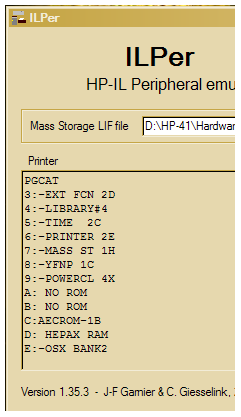 ILPer
ILPer
HP-IL Peripheral emu
Mass Storage LIF file D:\HP-41\Hardwar
Printer
PGCAT
3:-EXT FCN 2D
4:-LIBRARY#4
5:-TIME  2C
6:-PRINTER 2E
7:-MASS ST 1H
8:-YFNP 1C
9:-POWERCL 4X
A: NO ROM
B: NO ROM
C:AECROM-1B
D: HEPAX RAM
E:-OSX BANK2
Version 1.35.3 - J-F Garnier & C. Giesselink,